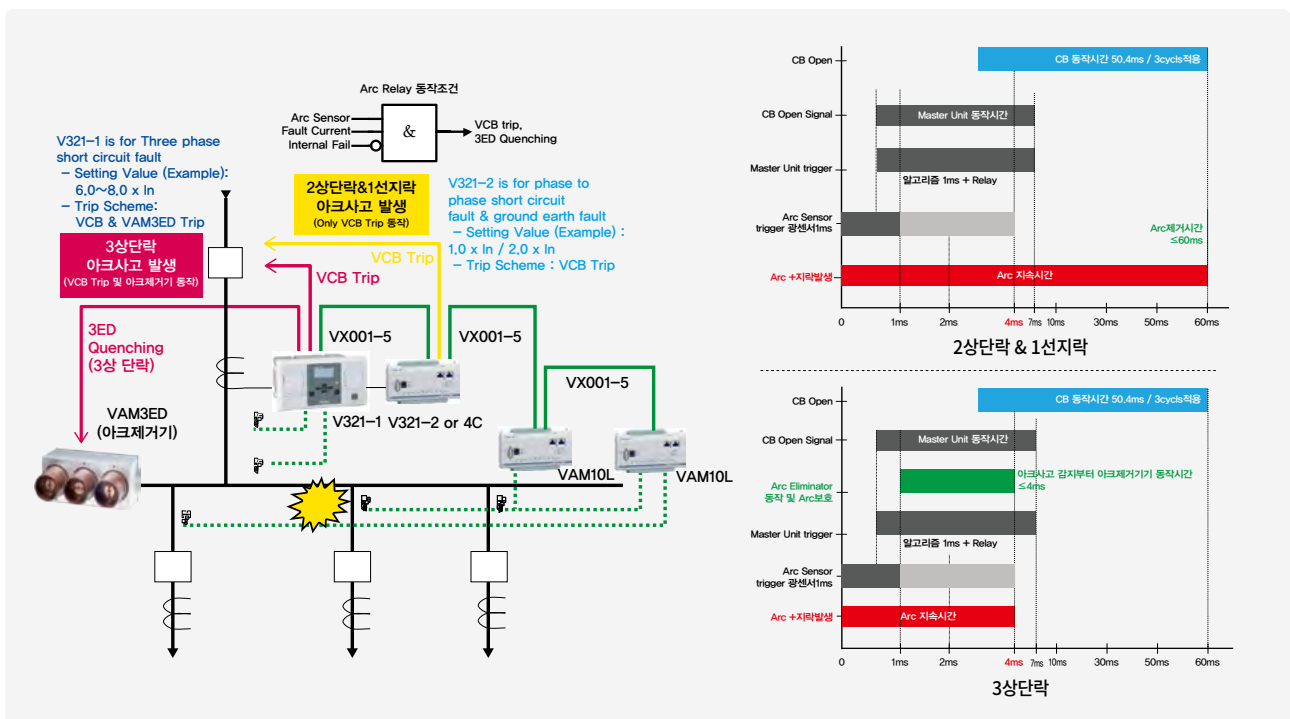 Arc Relay 동작조건
Arc Sensor
Fault Current
Internal Fail
&
VCB trip,
3ED Quenching
V321-1 is for Three phase
short circuit fault
- Setting Value (Example):
6.0~8.0 x In
- Trip Scheme:
VCB & VAM3ED Trip
2상단락&1선지락
아크사고 발생
(Only VCB Trip 동작)
V321-2 is for phase to
phase short circuit
fault & ground earth fault
- Setting Value (Example) :
1.0 x In / 2.0 x In
- Trip Scheme : VCB Trip
3상단락
아크사고 발생
(VCB Trip 및 아크제거기 동작)
VCB Trip
VCB Trip
3ED
Quenching
(3상 단락)
VX001-5
VX001-5
VX001-5
VAM3ED
(아크제거기)
V321-1
V321-2 or 4C
VAM10L
VAM10L
CB Open
CB 동작시간 50.4ms / 3cycls적용
CB Open Signal
Master Unit 동작시간
Master Unit trigger
알고리즘 1ms + Relay
Arc Sensor
trigger 광센서1ms
Arc제거시간
≤60ms
Arc +지락발생
Arc 지속시간
0 1ms 2ms 4ms 7ms 10ms 30ms 50ms 60ms
2상단락 & 1선지락
CB Open
CB 동작시간 50.4ms / 3cycls적용
CB Open Signal
Master Unit 동작시간
Arc Eliminator
동작 및 Arc보호
아크사고 감지부터 아크제거기기 동작시간
≤4ms
Master Unit trigger
알고리즘 1ms + Relay
Arc Sensor
trigger 광센서1ms
Arc +지락발생
Arc 지속시간
0 1ms 2ms 4ms 7ms 10ms 30ms 50ms 60ms
3상단락